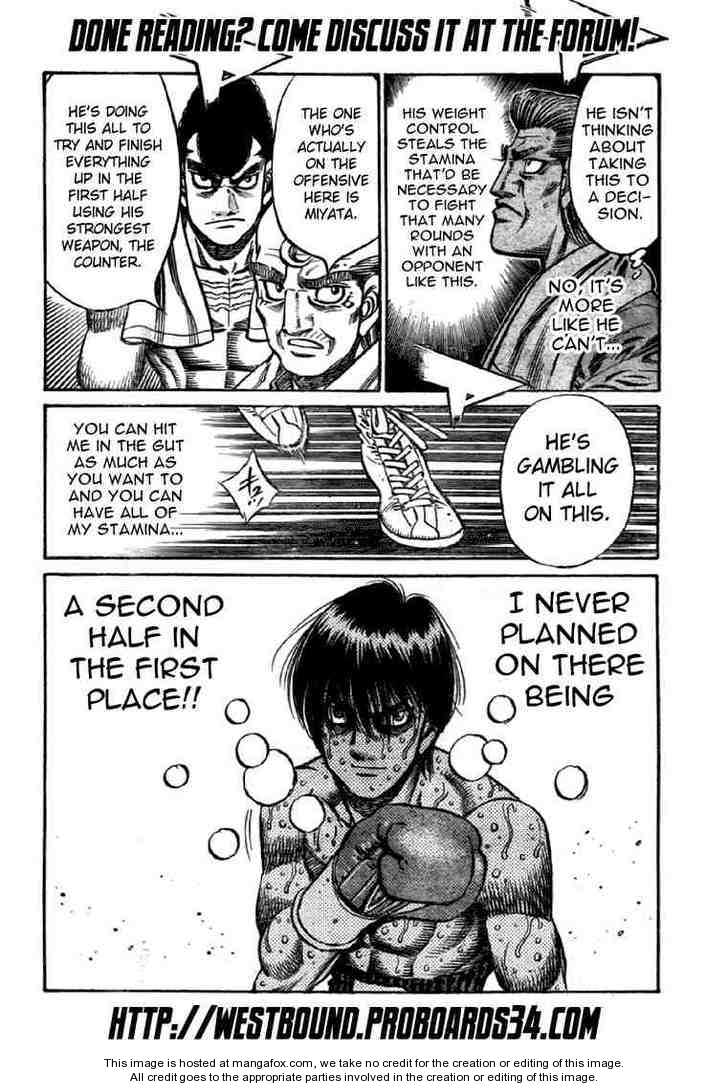 DONE READING? COME DISCUSS IT AT THE FORUM!
HE ISN'T
THINKING
ABOUT
TAKING
THIS TO
A DECI-
SION.
NO, IT'S
MORE
LIKE HE
CAN'T...
HIS WEIGHT
CONTROL
STEALS THE
STAMINA
THAT'D BE
NECESSARY
TO FIGHT
THAT MANY
ROUNDS
WITH AN
OPPONENT
LIKE THIS.
THE ONE
WHO'S
ACTUALLY
ON THE
OFFENSIVE
HERE IS
MIYATA.
HE'S DOING
THIS ALL TO
TRY AND FINISH
EVERYTHING
UP IN THE
FIRST HALF
USING HIS
STRONGEST
WEAPON, THE
COUNTER.
HE'S
GAMBLING
IT ALL
ON THIS.
キュ
YOU CAN HIT
ME IN THE GUT
AS MUCH AS
YOU WANT TO
AND YOU CAN
HAVE ALL OF
MY STAMINA...
I NEVER
PLANNED
ON THERE
BEING
A SECOND
HALF IN
THE FIRST
PLACE!!
HTTP://WESTBOUND.PROBOARDS34.COM
This image is hosted at mangafox.com, we take no credit for the creation or editing of this image.
All credit goes to the appropriate parties involved in the creation or editing of this image.